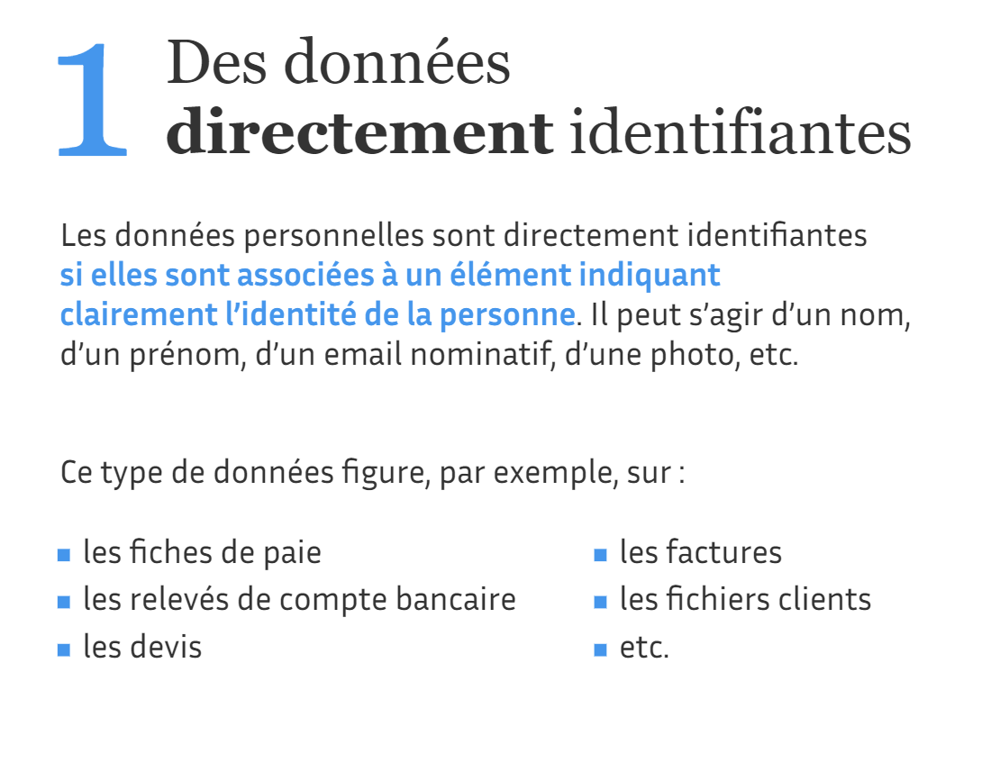 1
Des données
directement identifiantes
Les données personnelles sont directement identifiantes
si elles sont associées à un élément indiquant
clairement l’identité de la personne. Il peut s’agir d’un nom,
d’un prénom, d’un email nominatif, d’une photo, etc.
Ce type de données figure, par exemple, sur :
les fiches de paie
les relevés de compte bancaire
les devis
les factures
les fichiers clients
etc.